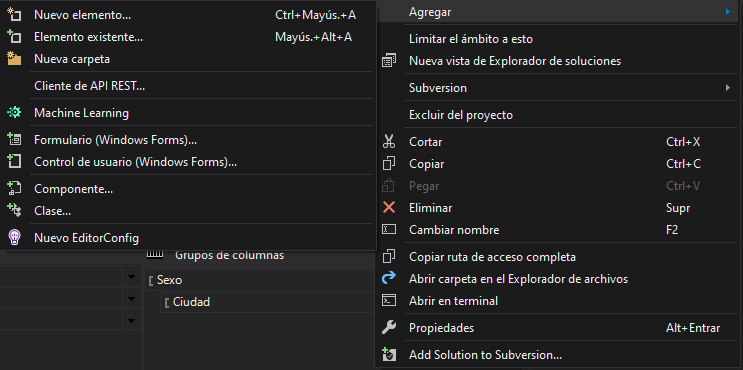 Nuevo elemento... Ctrl+Mayús.+A
Elemento existente... Mayús.+Alt+A
Nueva carpeta
Cliente de API REST...
Machine Learning
Formulario (Windows Forms)...
Control de usuario (Windows Forms)...
Componente...
Clase...
Nuevo EditorConfig
Grupos de columnas
Sexo
Ciudad
Agregar
Limitar el ámbito a esto
Nueva vista de Explorador de soluciones
Subversion
Excluir del proyecto
Cortar Ctrl+X
Copiar Ctrl+C
Pegar Ctrl+V
Eliminar Supr
Cambiar nombre F2
Copiar ruta de acceso completa
Abrir carpeta en el Explorador de archivos
Abrir en terminal
Propiedades Alt+Entrar
Add Solution to Subversion...